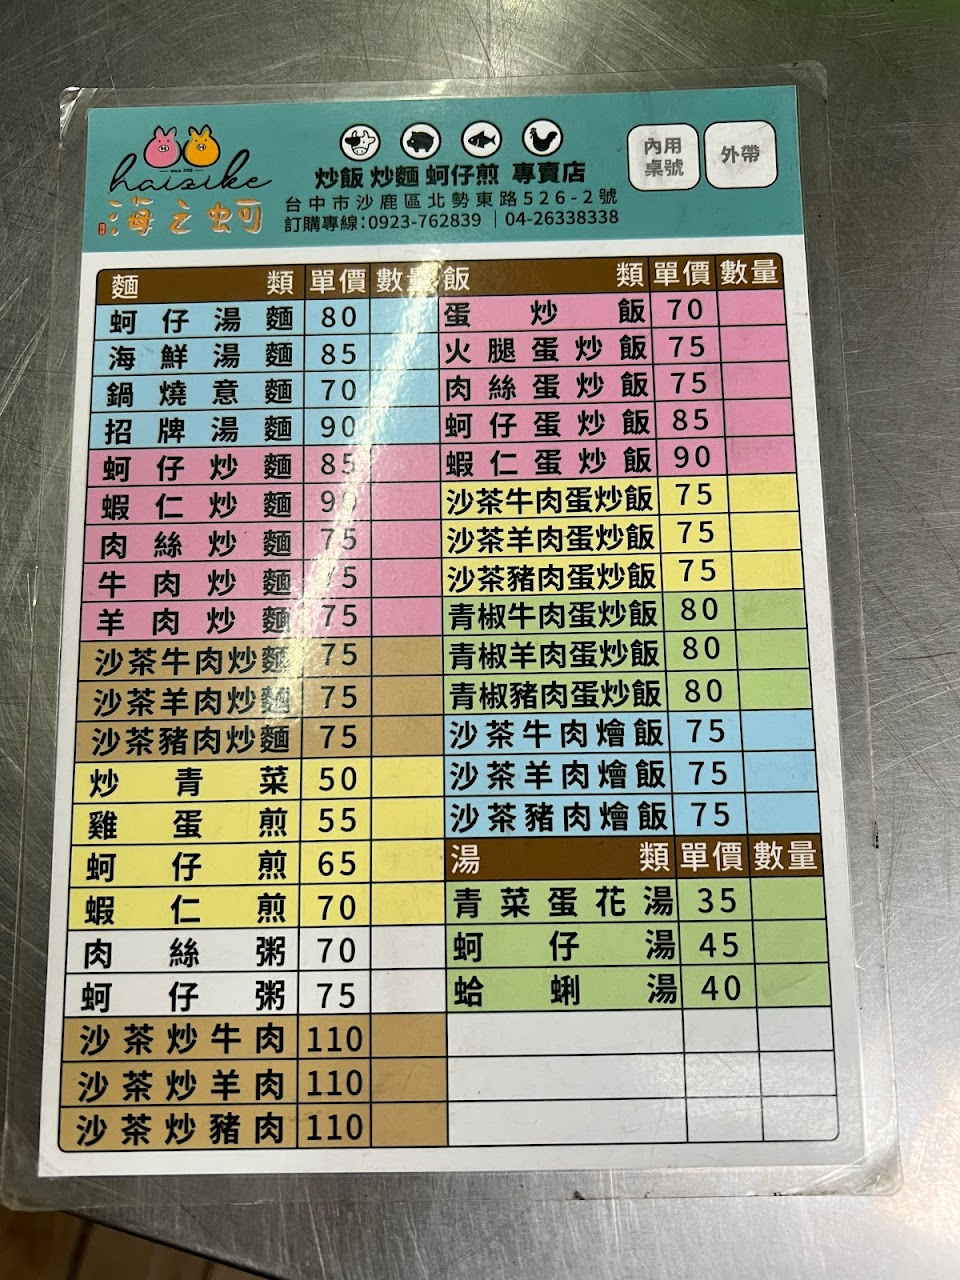 haizike
海之蚵
炒飯 炒麵 蚵仔煎 專賣店
台中市沙鹿區北勢東路526-2號
訂購專線:0923-762839 | 04-26338338
內用
桌號
外帶
麵類 單價 數量
蚵仔湯麵 80
海鮮湯麵 85
鍋燒意麵 70
招牌湯麵 90
蚵仔炒麵 85
蝦仁炒麵 90
肉絲炒麵 75
牛肉炒麵 75
羊肉炒麵 75
沙茶牛肉炒麵 75
沙茶羊肉炒麵 75
沙茶豬肉炒麵 75
炒青菜 50
雞蛋煎 55
蚵仔煎 65
蝦仁煎 70
肉絲粥 70
蚵仔粥 75
沙茶炒牛肉 110
沙茶炒羊肉 110
沙茶炒豬肉 110
飯類 單價 數量
蛋炒飯 70
火腿蛋炒飯 75
肉絲蛋炒飯 75
蚵仔蛋炒飯 85
蝦仁蛋炒飯 90
沙茶牛肉蛋炒飯 75
沙茶羊肉蛋炒飯 75
沙茶豬肉蛋炒飯 75
青椒牛肉蛋炒飯 80
青椒羊肉蛋炒飯 80
青椒豬肉蛋炒飯 80
沙茶牛肉燴飯 75
沙茶羊肉燴飯 75
沙茶豬肉燴飯 75
湯類 單價 數量
青菜蛋花湯 35
蚵仔湯 45
蛤蜊湯 40